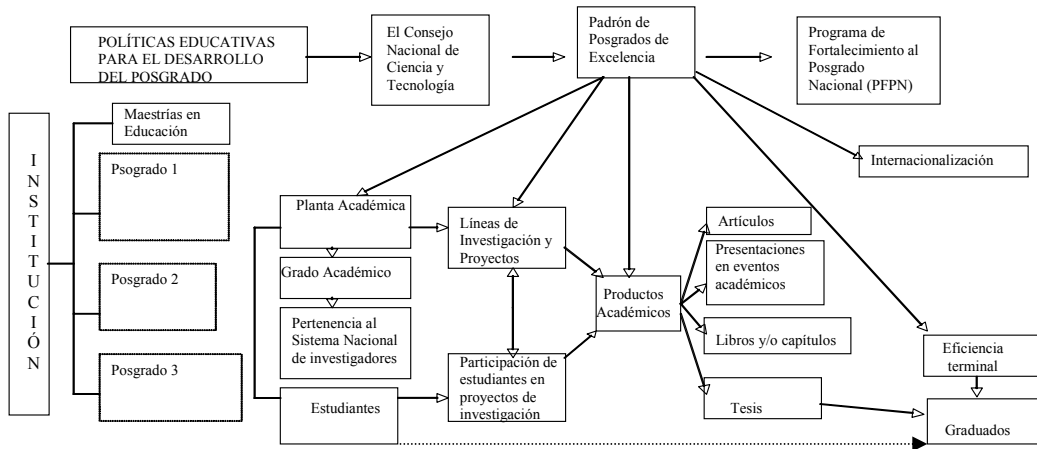 POLÍTICAS EDUCATIVAS
PARA EL DESARROLLO
DEL POSGRADO
El Consejo
Nacional de
Ciencia y
Tecnología
Padrón de
Posgrados de
Excelencia
Programa de
Fortalecimiento al
Posgrado
Nacional (PFPN)
INSTITUCIÓN
Maestrías en
Educación
Psogrado 1
Posgrado 2
Posgrado 3
Internacionalización
Planta Académica
Grado Académico
Pertenencia al
Sistema Nacional
de investigadores
Estudiantes
Líneas de
Investigación y
Proyectos
Participación de
estudiantes en
proyectos de
investigación
Productos
Académicos
Artículos
Presentaciones
en eventos
académicos
Libros y/o capítulos
Tesis
Eficiencia
terminal
Graduados